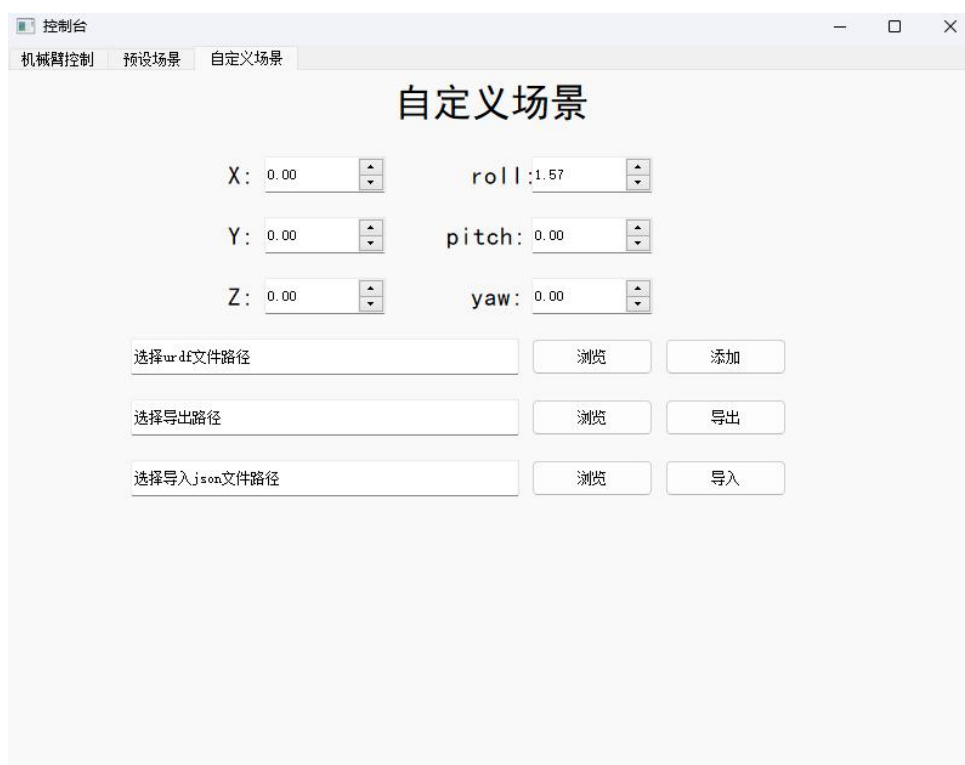 控制台
机械臂控制 预设场景 自定义场景
自定义场景
X: 0.00 roll: 1.57
Y: 0.00 pitch: 0.00
Z: 0.00 yaw: 0.00
选择urdf文件路径 浏览 添加
选择导出路径 浏览 导出
选择导入json文件路径 浏览 导入